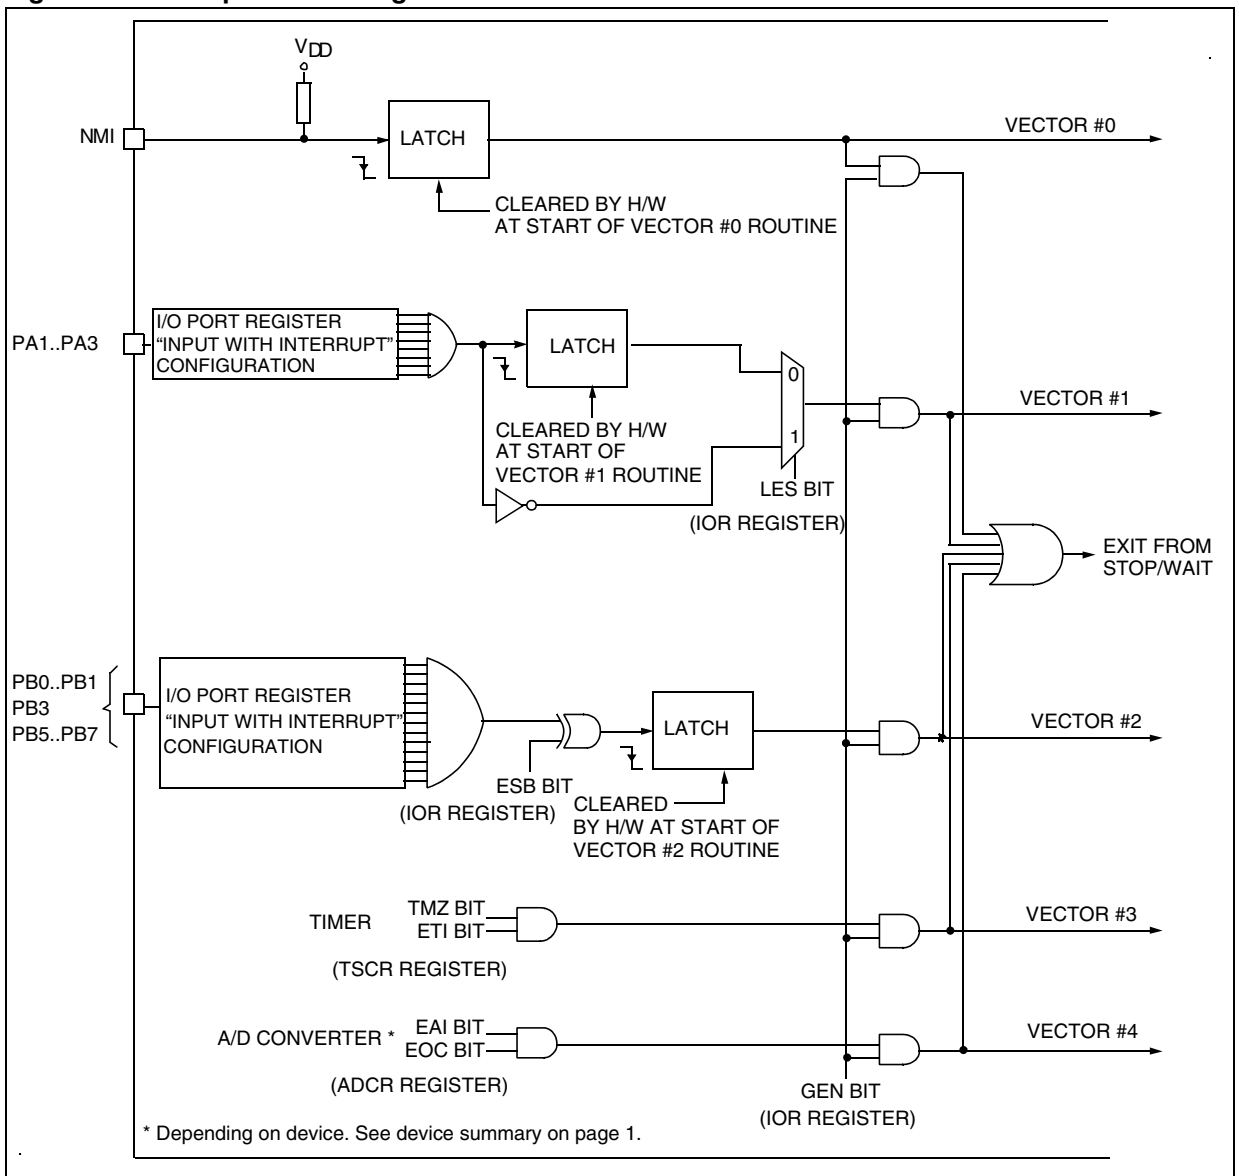 V
DD
NMI
LATCH
VECTOR #0
CLEARED BY H/W
AT START OF VECTOR #0 ROUTINE
PA1..PA3
I/O PORT REGISTER
“INPUT WITH INTERRUPT”
CONFIGURATION
LATCH
0
1
VECTOR #1
CLEARED BY H/W
AT START OF
VECTOR #1 ROUTINE
LES BIT
(IOR REGISTER)
EXIT FROM
STOP/WAIT
PB0..PB1
PB3
PB5..PB7
I/O PORT REGISTER
“INPUT WITH INTERRUPT”
CONFIGURATION
LATCH
VECTOR #2
ESB BIT
(IOR REGISTER)
CLEARED
BY H/W AT START OF
VECTOR #2 ROUTINE
TIMER
TMZ BIT
ETI BIT
(TSCR REGISTER)
VECTOR #3
A/D CONVERTER *
EAI BIT
EOC BIT
(ADCR REGISTER)
VECTOR #4
GEN BIT
(IOR REGISTER)
* Depending on device. See device summary on page 1.